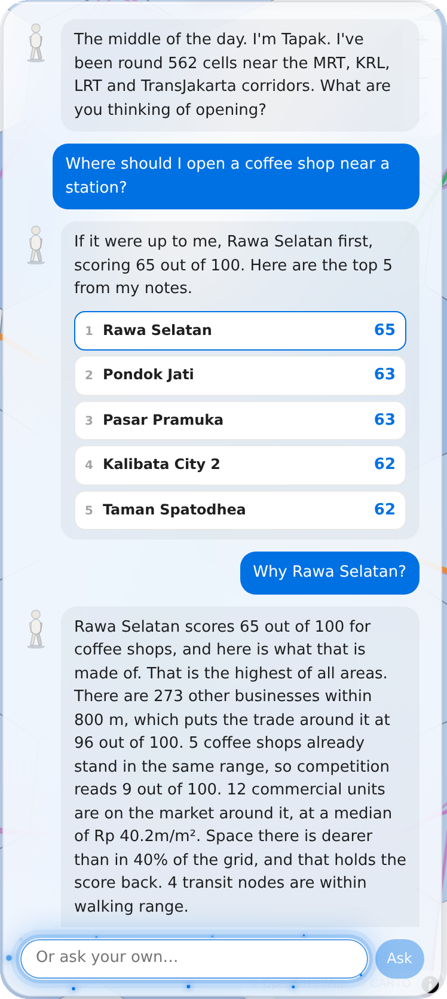 The middle of the day. I'm Tapak. I've
been round 562 cells near the MRT, KRL,
LRT and TransJakarta corridors. What are
you thinking of opening?
Where should I open a coffee shop near a
station?
If it were up to me, Rawa Selatan first,
scoring 65 out of 100. Here are the top 5
from my notes.
1 Rawa Selatan 65
2 Pondok Jati 63
3 Pasar Pramuka 63
4 Kalibata City 2 62
5 Taman Spatodhea 62
Why Rawa Selatan?
Rawa Selatan scores 65 out of 100 for
coffee shops, and here is what that is
made of. That is the highest of all areas.
There are 273 other businesses within
800 m, which puts the trade around it at
96 out of 100. 5 coffee shops already
stand in the same range, so competition
reads 9 out of 100. 12 commercial units
are on the market around it, at a median
of Rp 40.2m/m². Space there is dearer
than in 40% of the grid, and that holds the
score back. 4 transit nodes are within
walking range.
Or ask your own...
Ask
OpenStreetMap CARTO